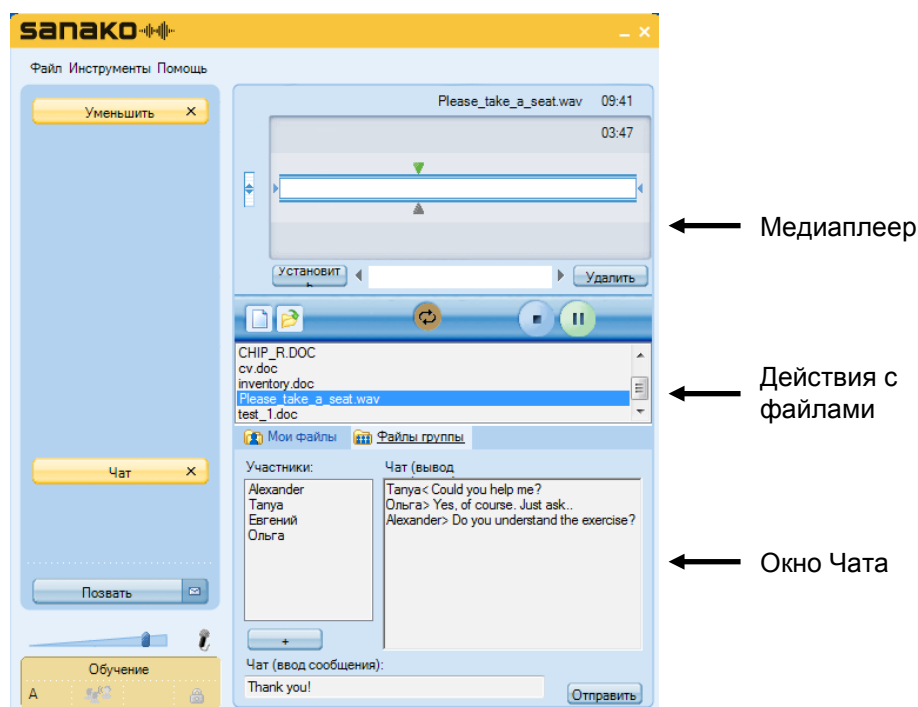 sanako
Файл Инструменты Помощь
Уменьшить
Please_take_a_seat.wav 09:41
03:47
Установит
ь
Удалить
Медиаплеер
CHIP_R.DOC
cv.doc
inventory.doc
Please_take_a_seat.wav
test_1.doc
Действия с
файлами
Мои файлы Файлы группы
Чат
Участники:
Alexander
Tanya
Евгений
Ольга
Чат (вывод
Tanya< Could you help me?
Ольга> Yes, of course. Just ask..
Alexander> Do you understand the exercise?
Окно Чата
Позвать
+
Обучение
A
Чат (ввод сообщения):
Thank you!
Отправить